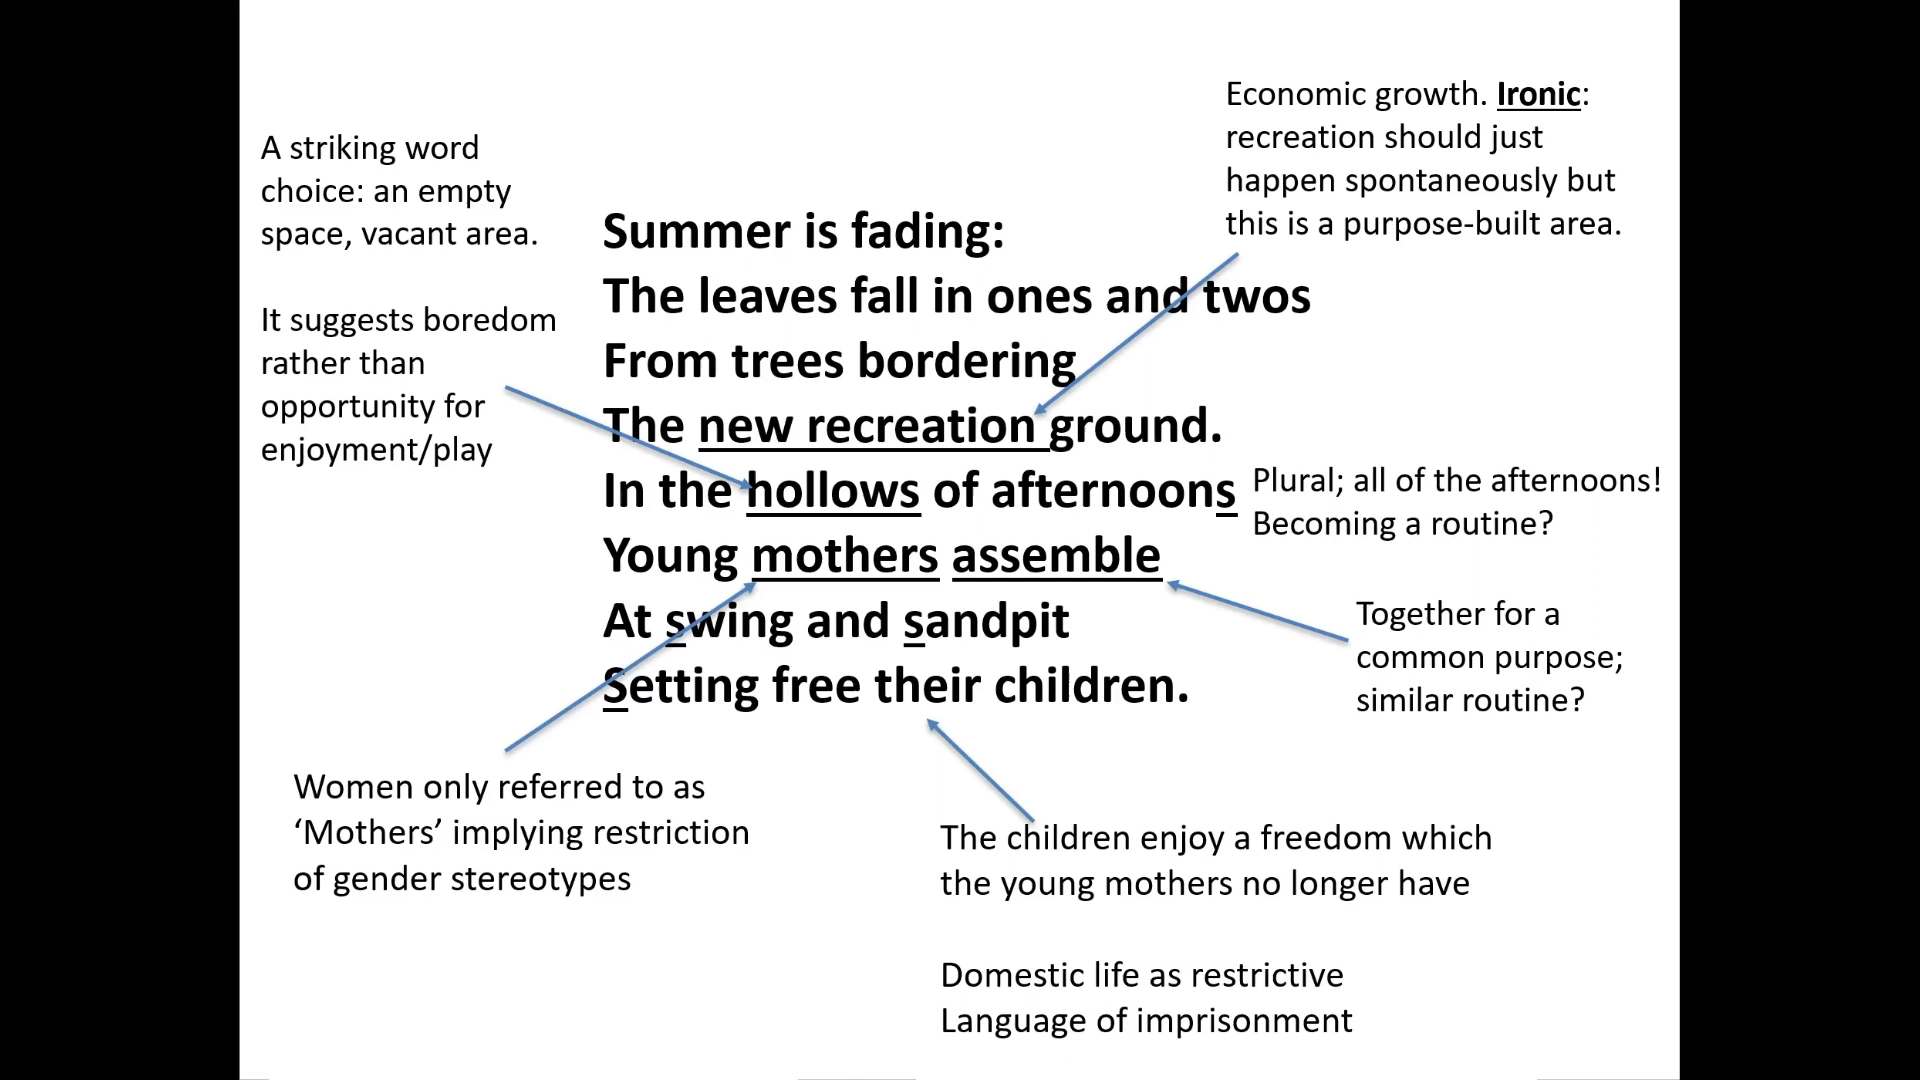 A striking word
choice: an empty
space, vacant area.
It suggests boredom
rather than
opportunity for
enjoyment/play
Economic growth. Ironic:
recreation should just
happen spontaneously but
this is a purpose-built area.
Summer is fading:
The leaves fall in ones and twos
From trees bordering
The new recreation ground.
In the hollows of afternoons
Young mothers assemble
At swing and sandpit
Setting free their children.
Plural; all of the afternoons!
Becoming a routine?
Together for a
common purpose;
similar routine?
Women only referred to as
‘Mothers’ implying restriction
of gender stereotypes
The children enjoy a freedom which
the young mothers no longer have
Domestic life as restrictive
Language of imprisonment